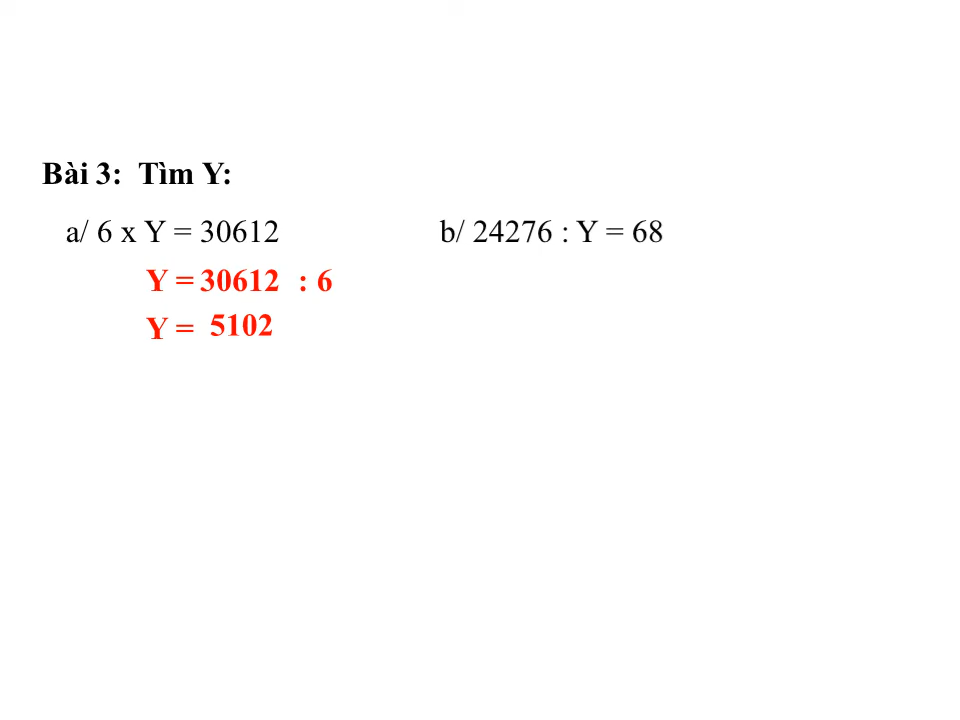 Bài 3: Tìm Y:
a/ 6 x Y = 30612
Y = 30612 : 6
Y = 5102
b/ 24276 : Y = 68